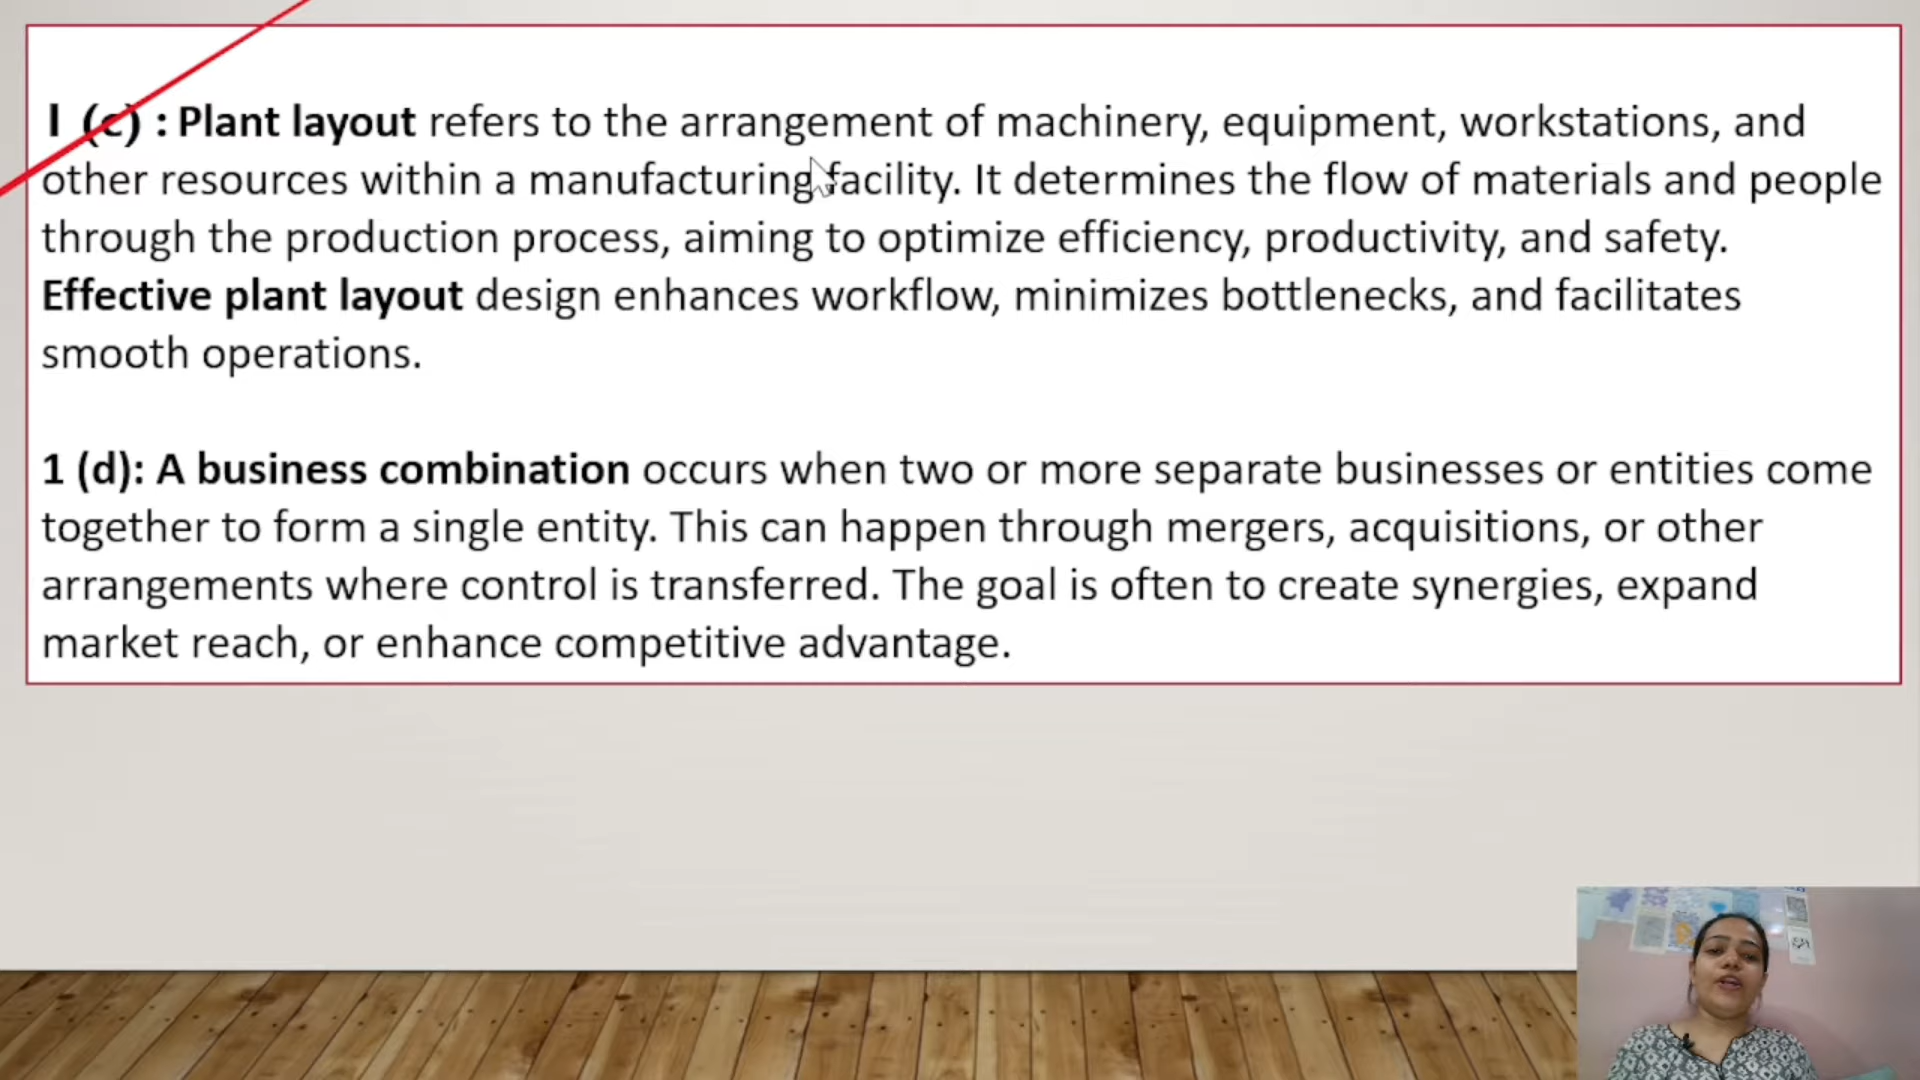 I (c) : Plant layout refers to the arrangement of machinery, equipment, workstations, and
other resources within a manufacturing facility. It determines the flow of materials and people
through the production process, aiming to optimize efficiency, productivity, and safety.
Effective plant layout design enhances workflow, minimizes bottlenecks, and facilitates
smooth operations.
1 (d): A business combination occurs when two or more separate businesses or entities come
together to form a single entity. This can happen through mergers, acquisitions, or other
arrangements where control is transferred. The goal is often to create synergies, expand
market reach, or enhance competitive advantage.